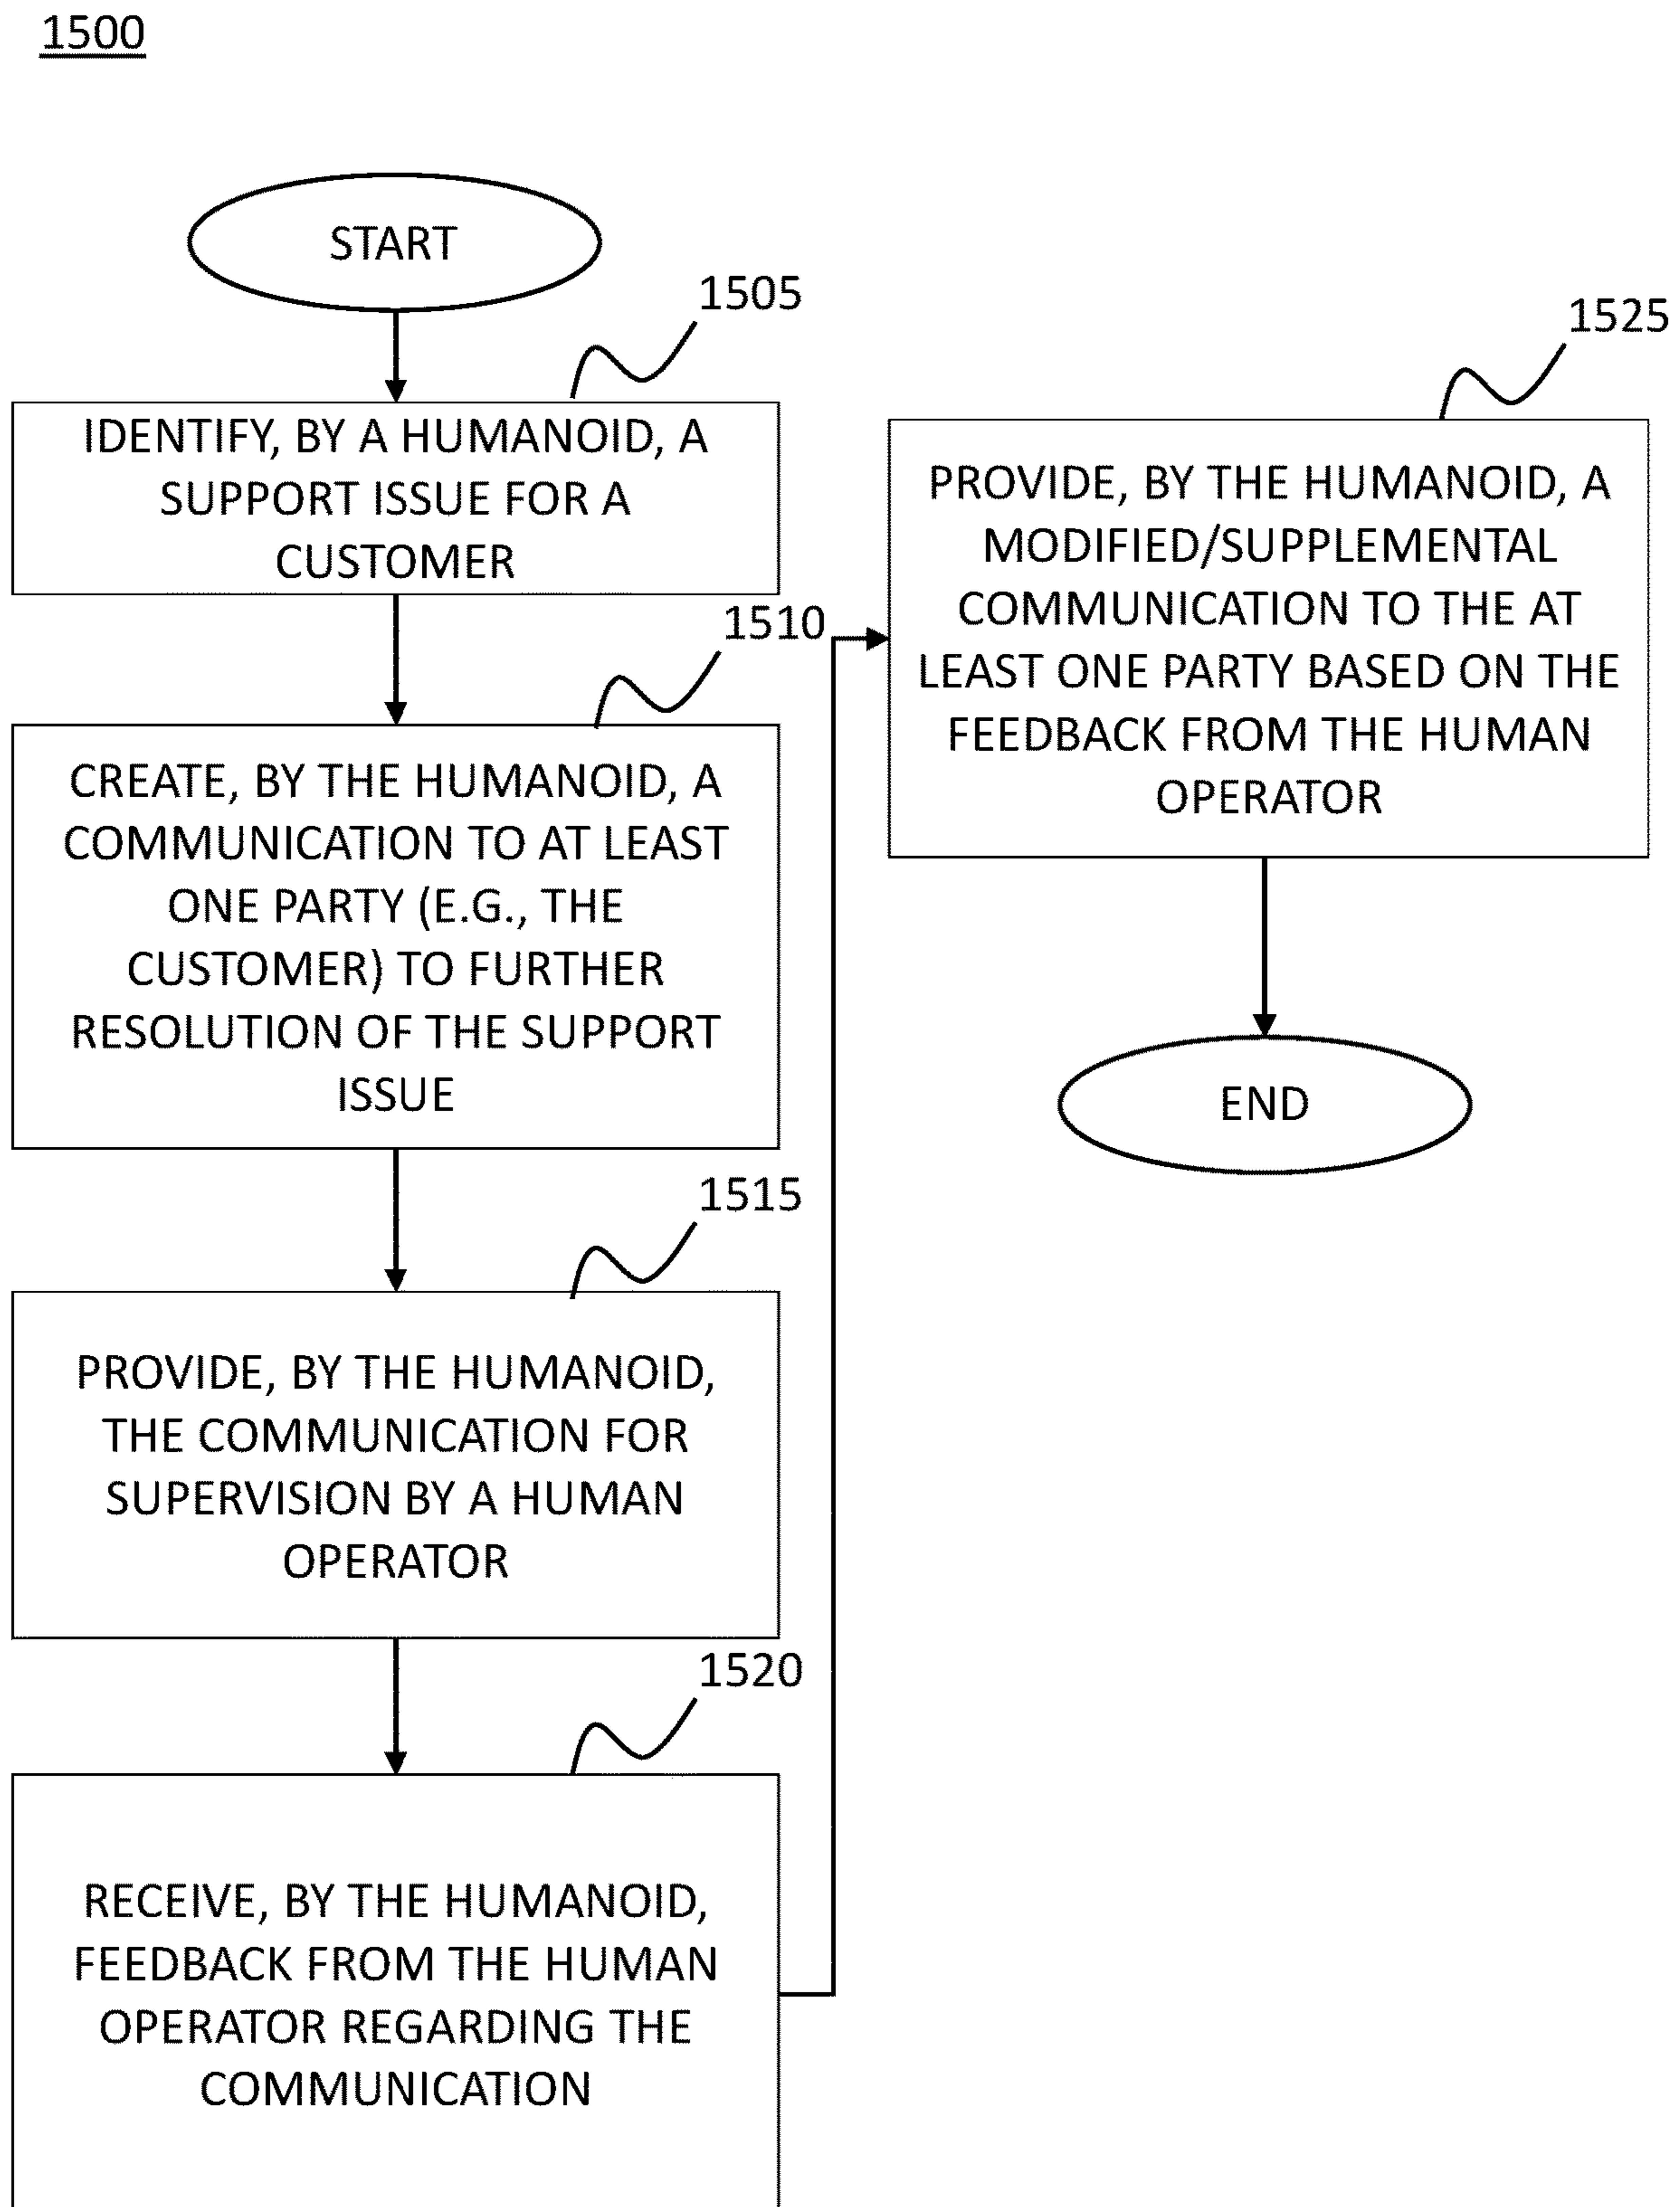 1500
START
1505
IDENTIFY, BY A HUMANOID, A
SUPPORT ISSUE FOR A
CUSTOMER
1510
CREATE, BY THE HUMANOID, A
COMMUNICATION TO AT LEAST
ONE PARTY (E.G., THE
CUSTOMER) TO FURTHER
RESOLUTION OF THE SUPPORT
ISSUE
1515
PROVIDE, BY THE HUMANOID,
THE COMMUNICATION FOR
SUPERVISION BY A HUMAN
OPERATOR
1520
RECEIVE, BY THE HUMANOID,
FEEDBACK FROM THE HUMAN
OPERATOR REGARDING THE
COMMUNICATION
1525
PROVIDE, BY THE HUMANOID, A
MODIFIED/SUPPLEMENTAL
COMMUNICATION TO THE AT
LEAST ONE PARTY BASED ON THE
FEEDBACK FROM THE HUMAN
OPERATOR
END